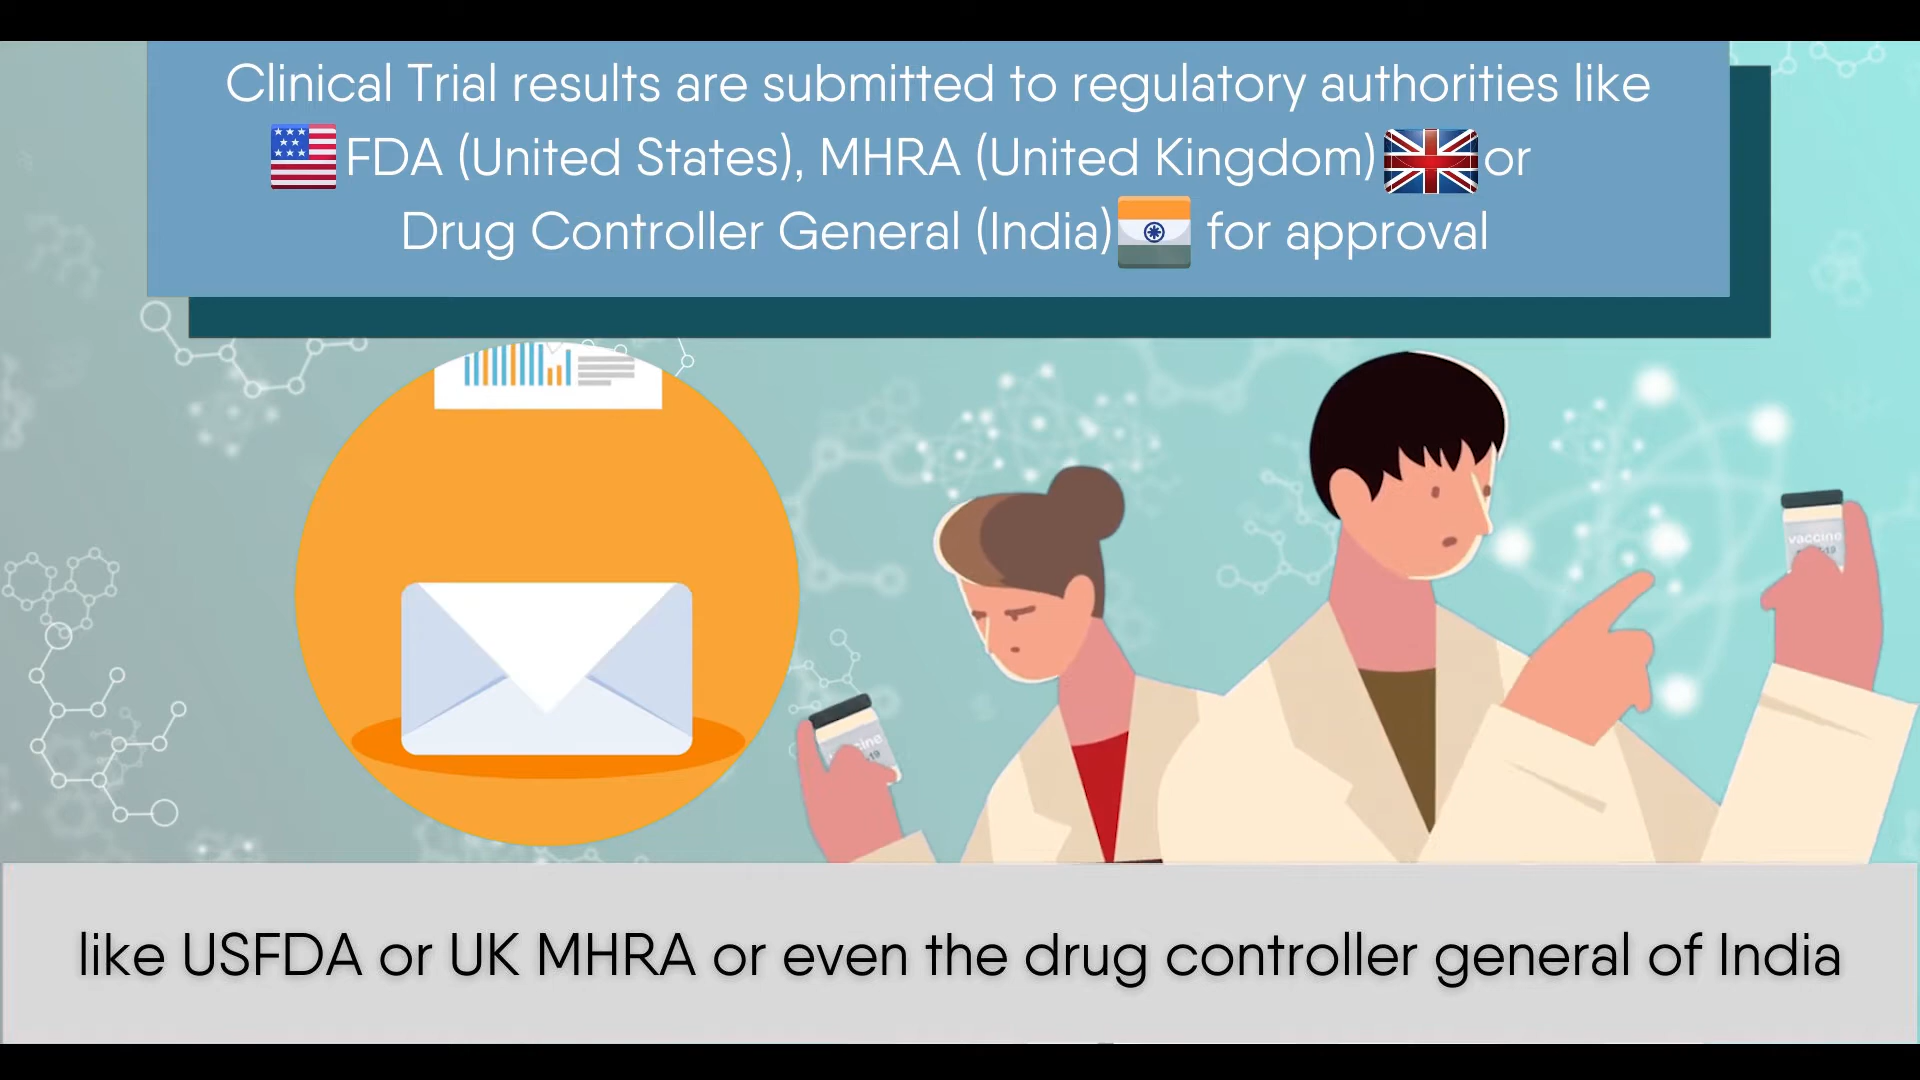 Clinical Trial results are submitted to regulatory authorities like
FDA (United States), MHRA (United Kingdom) or
Drug Controller General (India) for approval
vaccine
like USFDA or UK MHRA or even the drug controller general of India